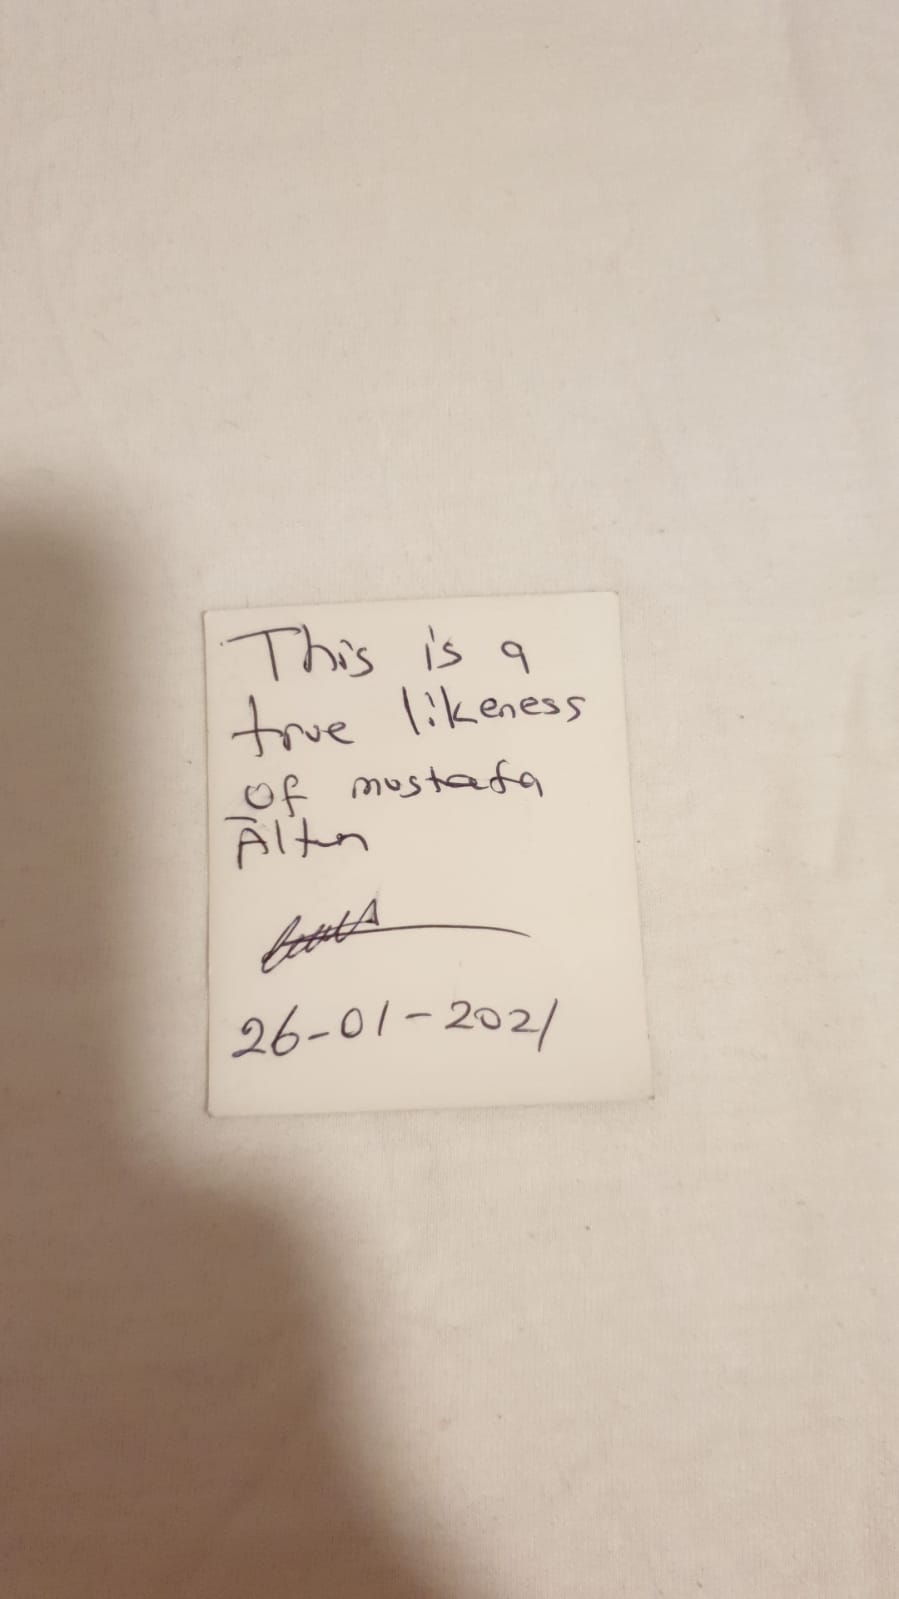 This is a
true likeness
of mustafa
Altun
26-01-2021